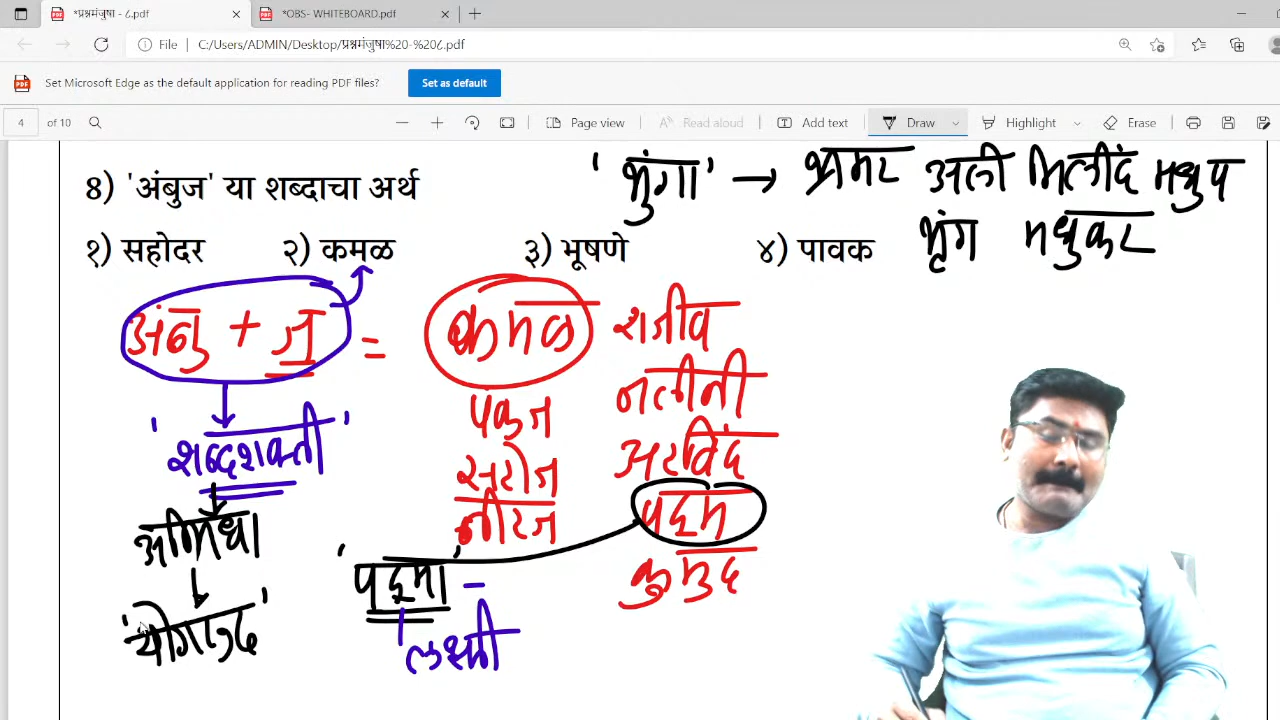 *प्रश्नमंजुषा - ८.pdf
*OBS- WHITEBOARD.pdf
File C:/Users/ADMIN/Desktop/प्रश्नमंजुषा%20-%20८.pdf
Set Microsoft Edge as the default application for reading PDF files? Set as default
4 of 10 Page view Read aloud Add text Draw Highlight Erase
8) 'अंबुज' या शब्दाचा अर्थ
१) सहोदर २) कमळ ३) भूषणे ४) पावक
'भुंगा' → भ्रमर अली मिलींद मधुप
भृंग मधुकर
अंबु + ज = कमळ राजीव
पंकज नलीनी
'शब्दशक्ती' सरोज अरविंद
अभिधा नीरज पद्म
'पद्मा' - कुमुद
'योगारूढ' लक्ष्मी